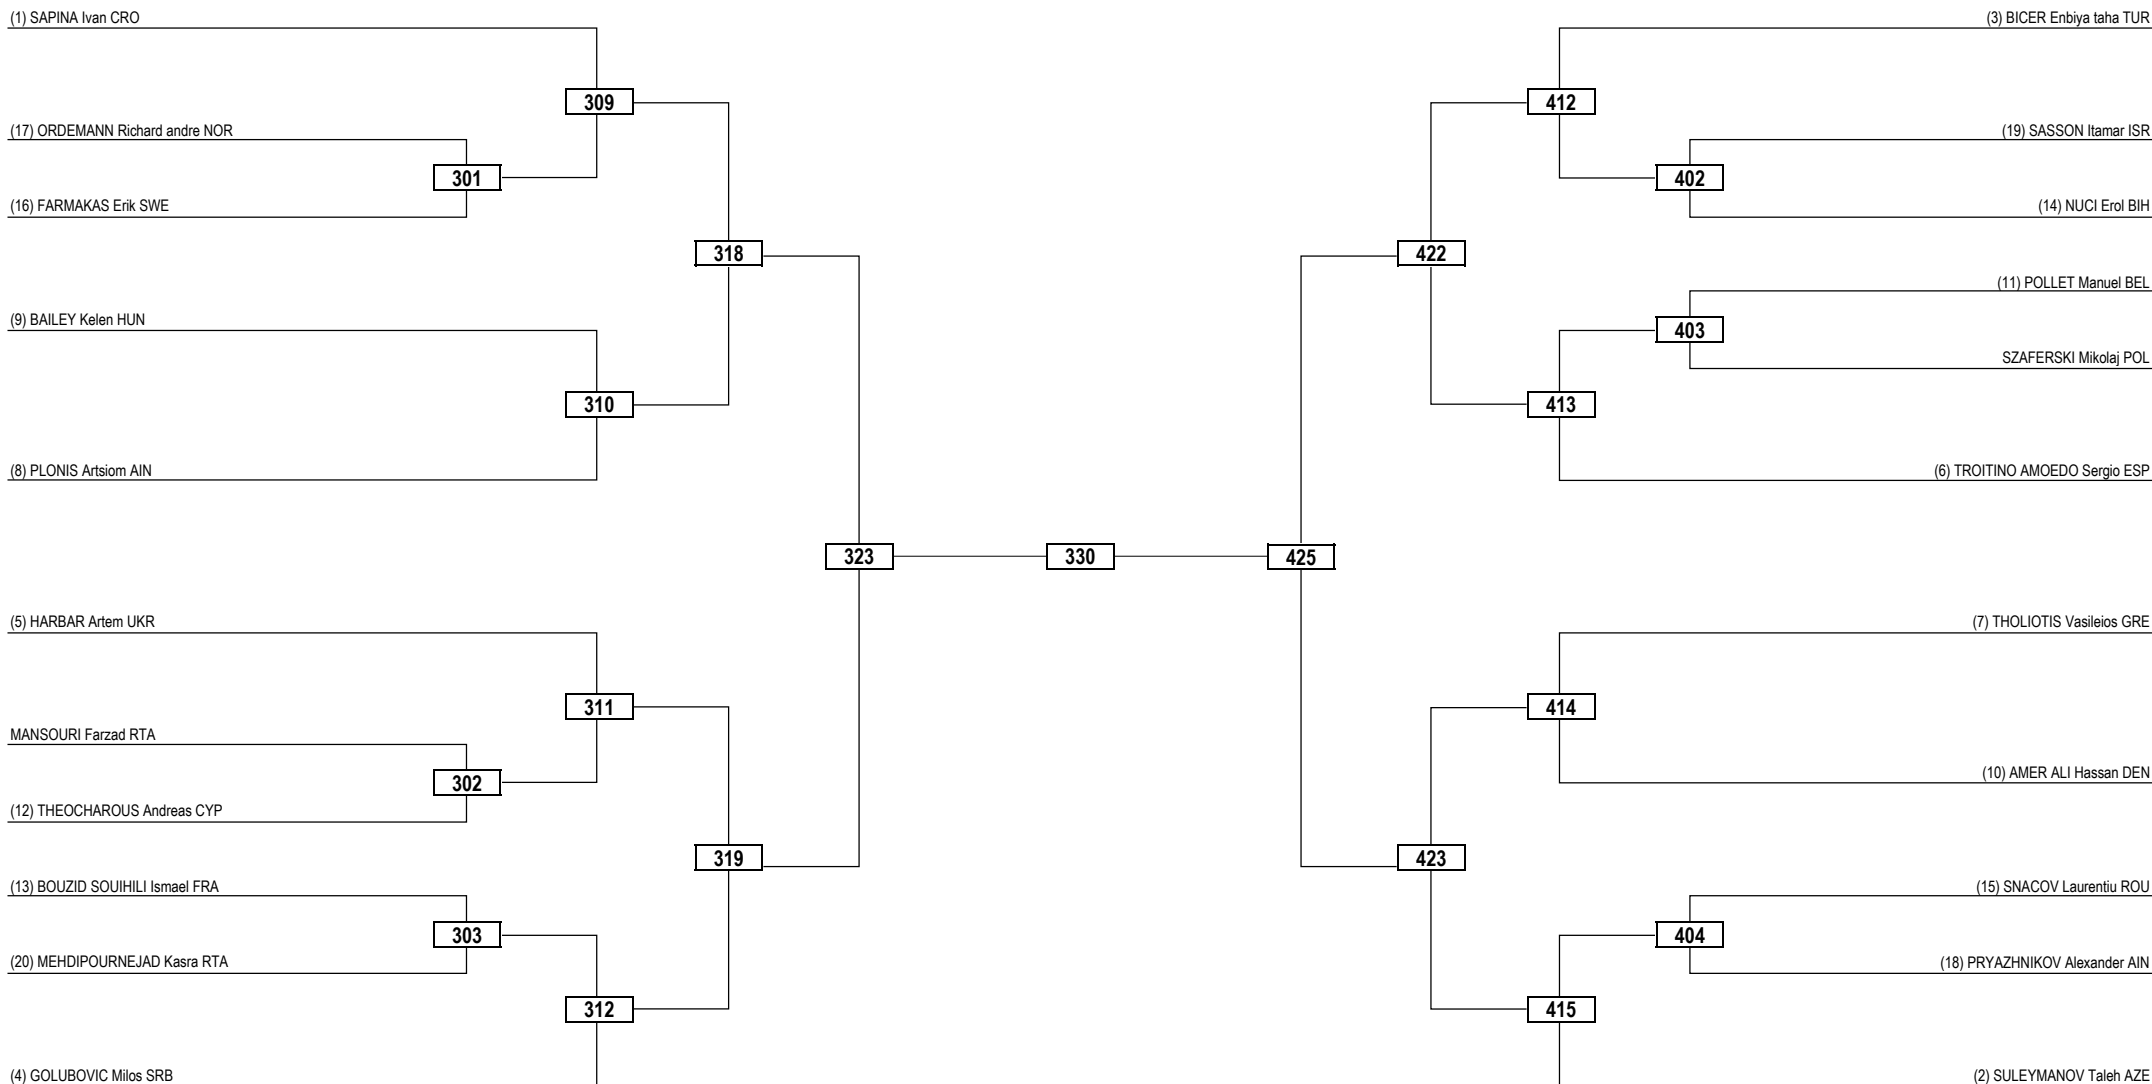 (1) SAPINA Ivan CRO
(3) BICER Enbiya taha TUR
309
412
(17) ORDEMANN Richard andre NOR
(19) SASSON Itamar ISR
301
402
(16) FARMAKAS Erik SWE
(14) NUCI Erol BIH
318
422
(11) POLLET Manuel BEL
(9) BAILEY Kelen HUN
403
SZAFERSKI Mikolaj POL
310
413
(8) PLONIS Artsiom AIN
(6) TROITINO AMOEDO Sergio ESP
323
330
425
(5) HARBAR Artem UKR
(7) THOLIOTIS Vasileios GRE
311
414
MANSOURI Farzad RTA
302
(10) AMER ALI Hassan DEN
(12) THEOCHAROUS Andreas CYP
319
423
(13) BOUZID SOUIHILI Ismael FRA
(15) SNACOV Laurentiu ROU
303
404
(20) MEHDIPOURNEJAD Kasra RTA
(18) PRYAZHNIKOV Alexander AIN
312
415
(4) GOLUBOVIC Milos SRB
(2) SULEYMANOV Taleh AZE